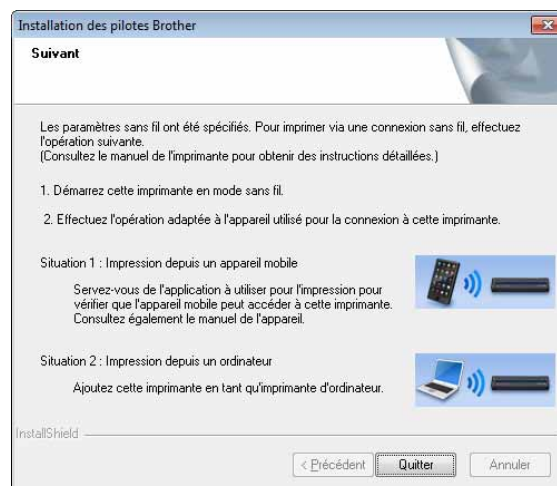 Installation des pilotes Brother
Suivant
Les paramètres sans fil ont été spécifiés. Pour imprimer via une connexion sans fil, effectuez
l'opération suivante.
(Consultez le manuel de l'imprimante pour obtenir des instructions détaillées.)
1. Démarrez cette imprimante en mode sans fil.
2. Effectuez l'opération adaptée à l'appareil utilisé pour la connexion à cette imprimante.
Situation 1 : Impression depuis un appareil mobile
Servez-vous de l'application à utiliser pour l'impression pour
vérifier que l'appareil mobile peut accéder à cette imprimante.
Consultez également le manuel de l'appareil.
Situation 2 : Impression depuis un ordinateur
Ajoutez cette imprimante en tant qu'imprimante d'ordinateur.
InstallShield
< Précédent Quitter Annuler